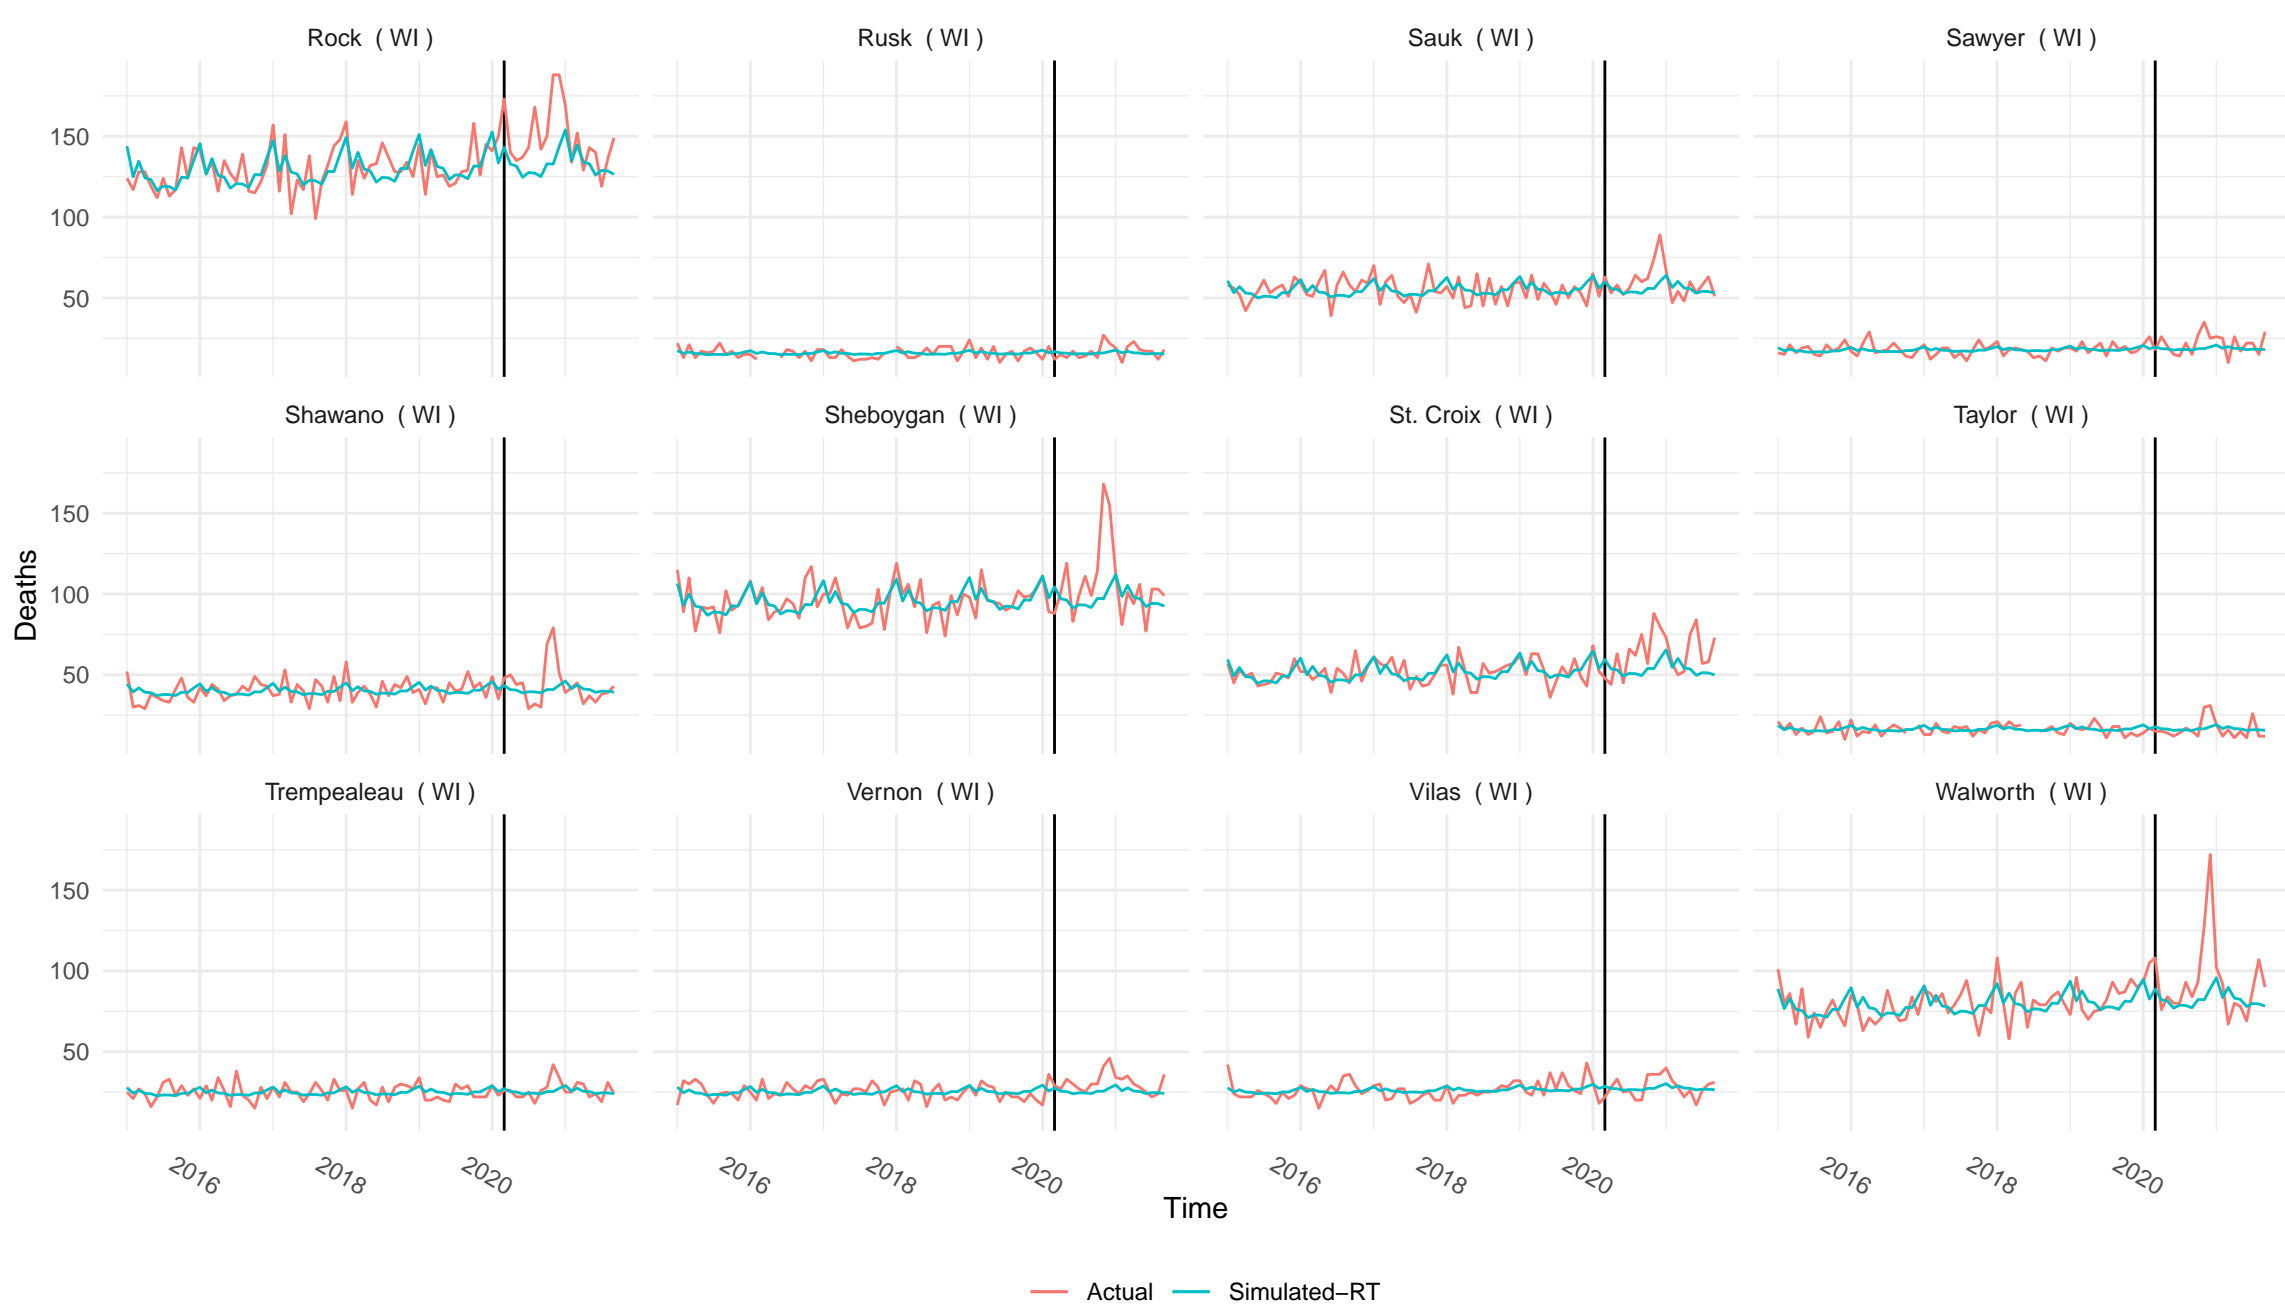 Rock ( WI )
Rusk ( WI )
Sauk ( WI )
Sawyer ( WI )
150
100
50
Shawano ( WI )
Sheboygan ( WI )
St. Croix ( WI )
Taylor ( WI )
150
100
50
Deaths
Trempealeau ( WI )
Vernon ( WI )
Vilas ( WI )
Walworth ( WI )
150
100
50
2016
2018
2020
2016
2018
2020
2016
2018
2020
2016
2018
2020
Time
Actual
Simulated−RT